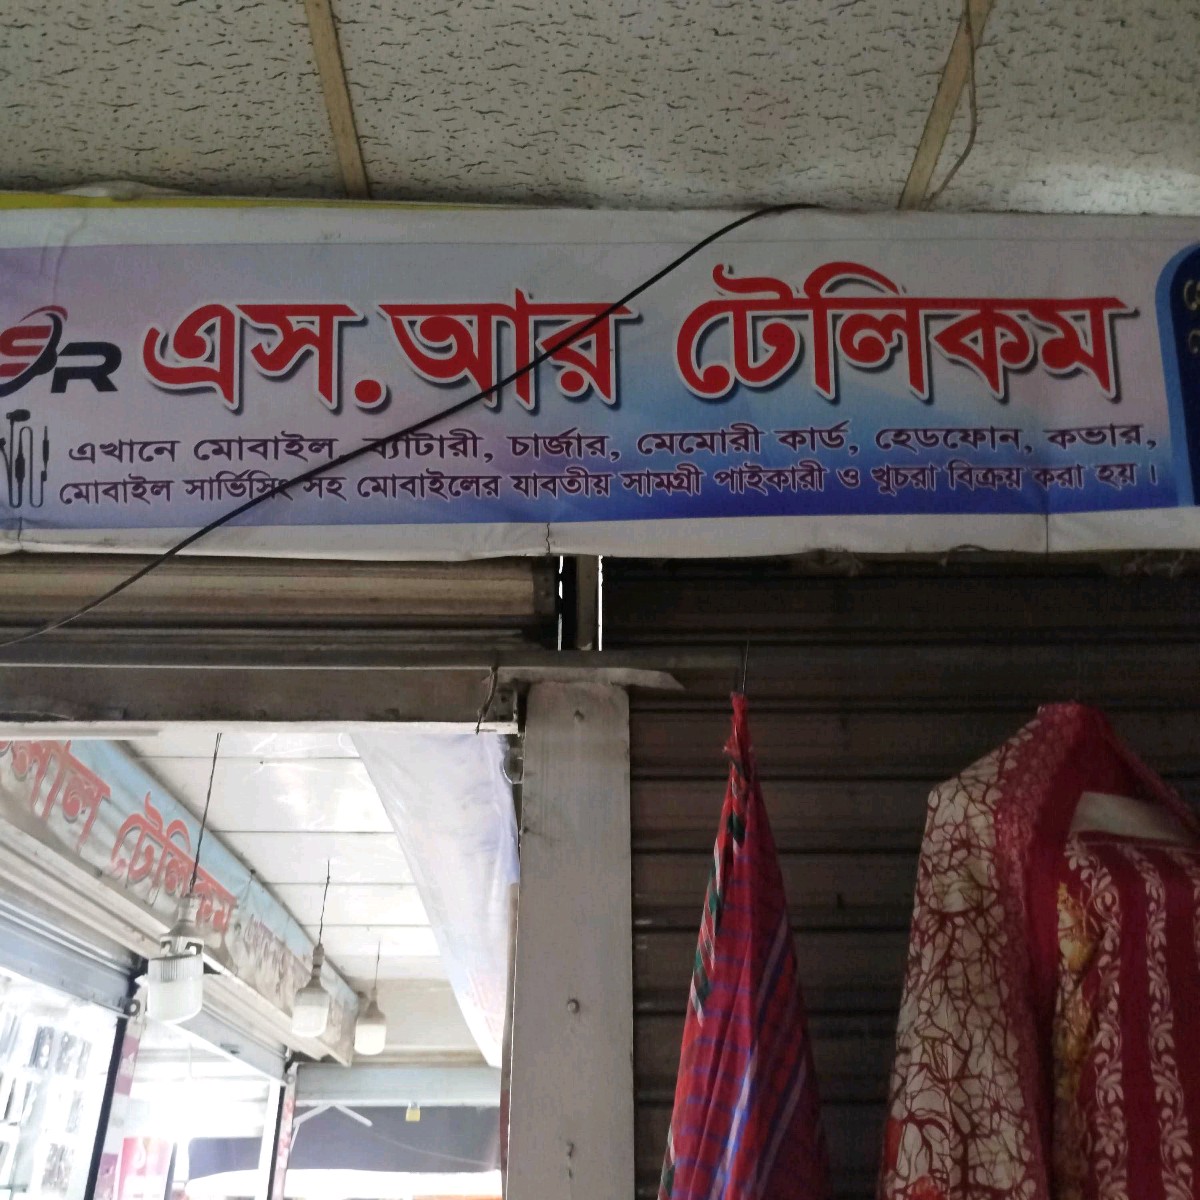 SR
এস.আর টেলিকম
এখানে মোবাইল, ব্যাটারী, চার্জার, মেমোরী কার্ড, হেডফোন, কভার,
মোবাইল সার্ভিসিং সহ মোবাইলের যাবতীয় সামগ্রী পাইকারী ও খুচরা বিক্রয় করা হয়।
টেলিকম